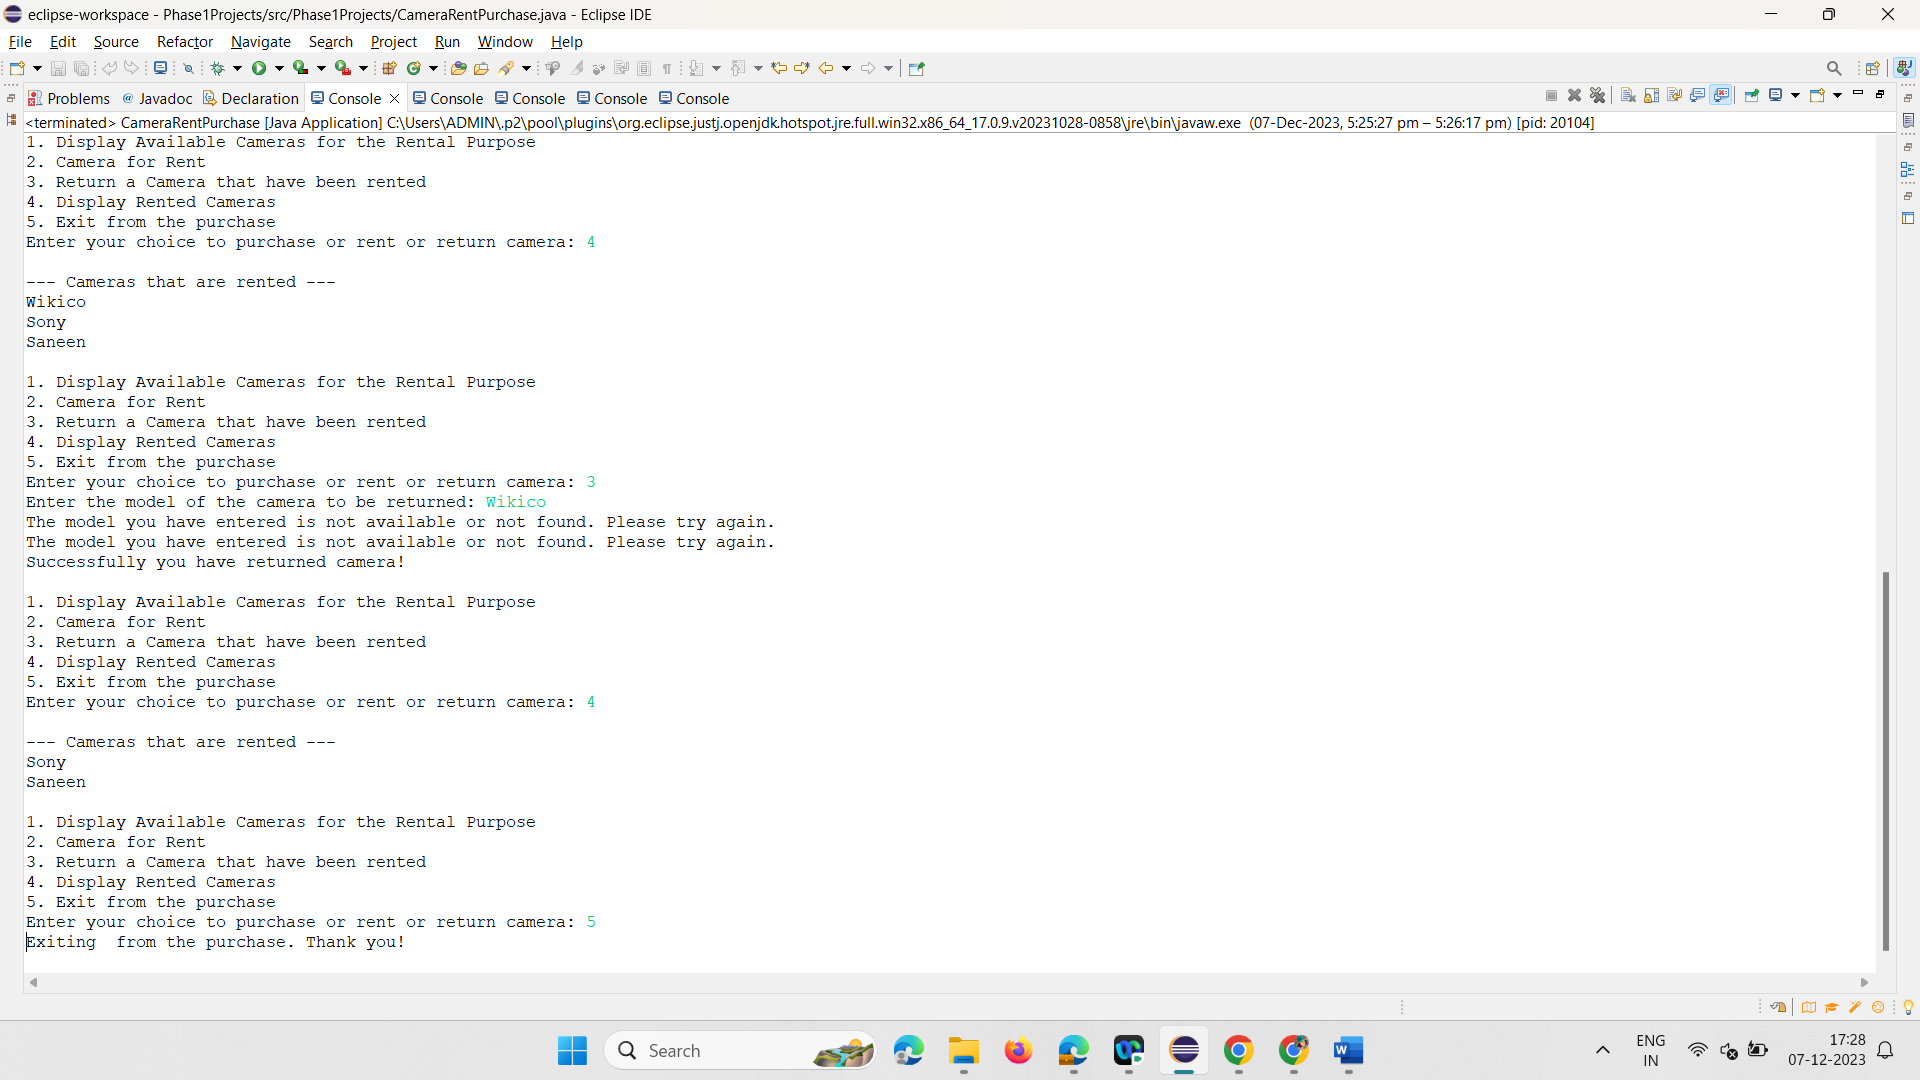 eclipse-workspace - Phase1Projects/src/Phase1Projects/CameraRentPurchase.java - Eclipse IDE
File Edit Source Refactor Navigate Search Project Run Window Help
Problems @ Javadoc Declaration Console Console Console Console Console
<terminated> CameraRentPurchase [Java Application] C:\Users\ADMIN\.p2\pool\plugins\org.eclipse.justj.openjdk.hotspot.jre.full.win32.x86_64_17.0.9.v20231028-0858\jre\bin\javaw.exe (07-Dec-2023, 5:25:27 pm – 5:26:17 pm) [pid: 20104]
1. Display Available Cameras for the Rental Purpose
2. Camera for Rent
3. Return a Camera that have been rented
4. Display Rented Cameras
5. Exit from the purchase
Enter your choice to purchase or rent or return camera: 4
--- Cameras that are rented ---
Wikico
Sony
Saneen
1. Display Available Cameras for the Rental Purpose
2. Camera for Rent
3. Return a Camera that have been rented
4. Display Rented Cameras
5. Exit from the purchase
Enter your choice to purchase or rent or return camera: 3
Enter the model of the camera to be returned: Wikico
The model you have entered is not available or not found. Please try again.
The model you have entered is not available or not found. Please try again.
Successfully you have returned camera!
1. Display Available Cameras for the Rental Purpose
2. Camera for Rent
3. Return a Camera that have been rented
4. Display Rented Cameras
5. Exit from the purchase
Enter your choice to purchase or rent or return camera: 4
--- Cameras that are rented ---
Sony
Saneen
1. Display Available Cameras for the Rental Purpose
2. Camera for Rent
3. Return a Camera that have been rented
4. Display Rented Cameras
5. Exit from the purchase
Enter your choice to purchase or rent or return camera: 5
Exiting  from the purchase. Thank you!
Search
ENG
IN
17:28
07-12-2023